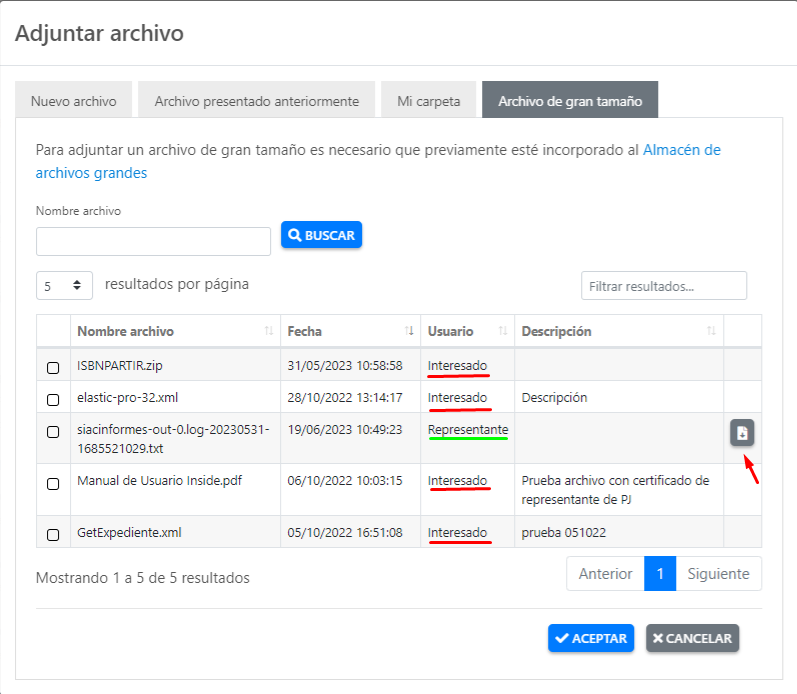 Adjuntar archivo
Nuevo archivo Archivo presentado anteriormente Mi carpeta Archivo de gran tamaño
Para adjuntar un archivo de gran tamaño es necesario que previamente esté incorporado al Almacén de
archivos grandes
Nombre archivo
BUSCAR
5 resultados por página Filtrar resultados...
Nombre archivo Fecha Usuario Descripción
ISBNPARTIR.zip 31/05/2023 10:58:58 Interesado
elastic-pro-32.xml 28/10/2022 13:14:17 Interesado Descripción
siacinformes-out-0.log-20230531- 19/06/2023 10:49:23 Representante
1685521029.txt
Manual de Usuario Inside.pdf 06/10/2022 10:03:15 Interesado Prueba archivo con certificado de
representante de PJ
GetExpediente.xml 05/10/2022 16:51:08 Interesado prueba 051022
Mostrando 1 a 5 de 5 resultados Anterior 1 Siguiente
ACEPTAR CANCELAR